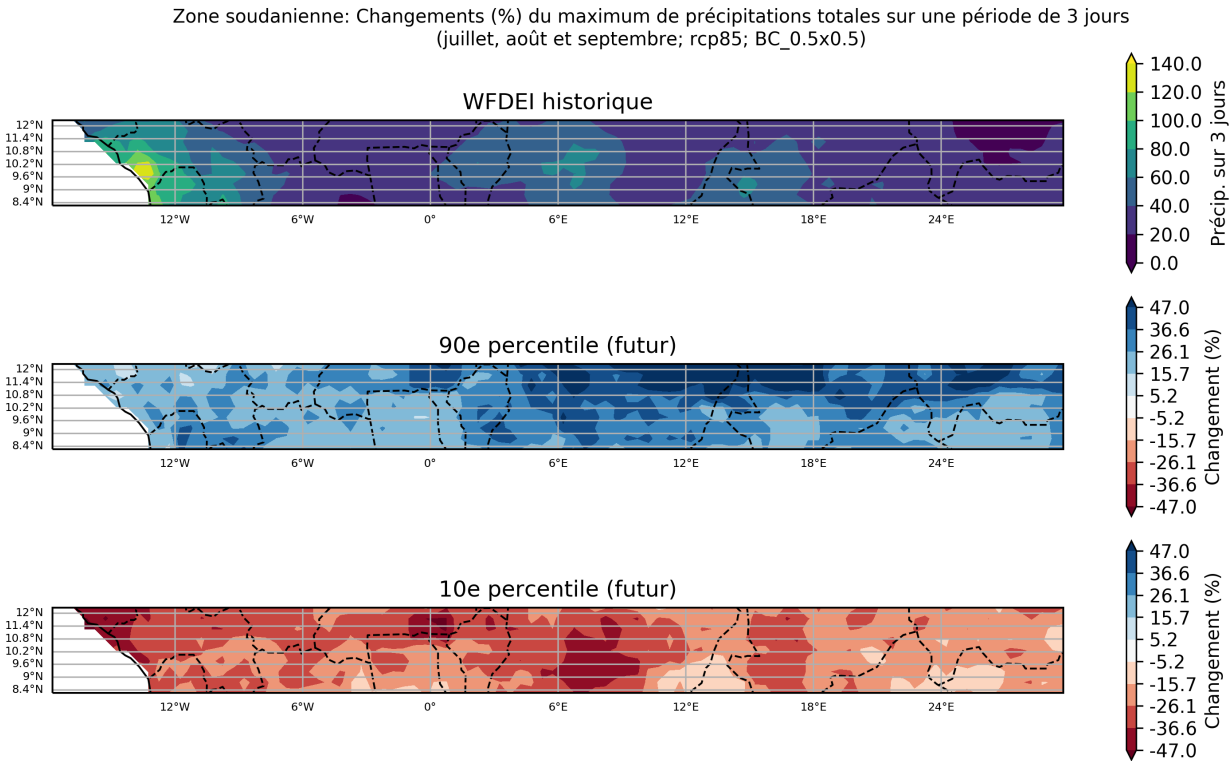 Zone soudanienne: Changements (%) du maximum de précipitations totales sur une période de 3 jours
(juillet, août et septembre; rcp85; BC_0.5x0.5)
WFDEI historique
12°N
11.4°N
10.8°N
10.2°N
9.6°N
9°N
8.4°N
12°W 6°W 0° 6°E 12°E 18°E 24°E
140.0
120.0
100.0
80.0
60.0
40.0
20.0
0.0
Précip. sur 3 jours
90e percentile (futur)
12°N
11.4°N
10.8°N
10.2°N
9.6°N
9°N
8.4°N
12°W 6°W 0° 6°E 12°E 18°E 24°E
47.0
36.6
26.1
15.7
5.2
-5.2
-15.7
-26.1
-36.6
-47.0
Changement (%)
10e percentile (futur)
12°N
11.4°N
10.8°N
10.2°N
9.6°N
9°N
8.4°N
12°W 6°W 0° 6°E 12°E 18°E 24°E
47.0
36.6
26.1
15.7
5.2
-5.2
-15.7
-26.1
-36.6
-47.0
Changement (%)